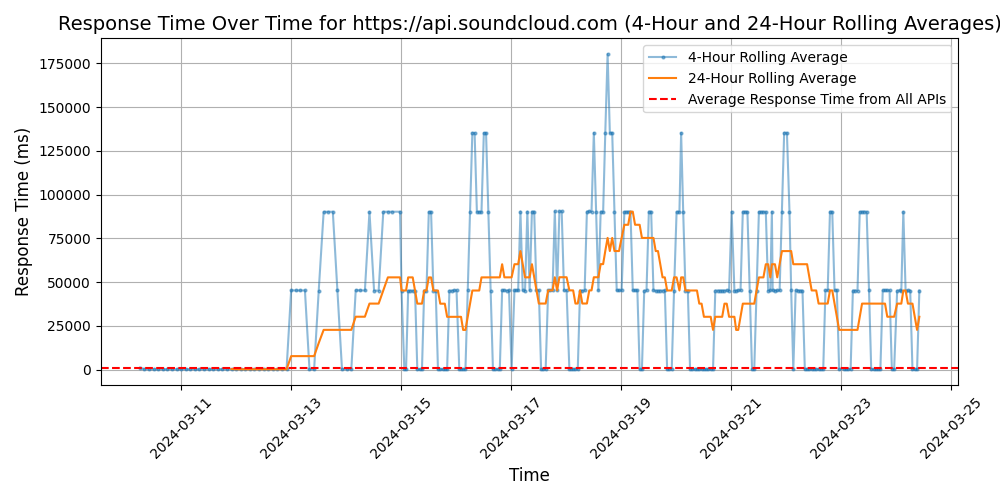 Response Time Over Time for https://api.soundcloud.com (4-Hour and 24-Hour Rolling Averages)
4-Hour Rolling Average
24-Hour Rolling Average
Average Response Time from All APIs
Response Time (ms)
175000
150000
125000
100000
75000
50000
25000
0
2024-03-11
2024-03-13
2024-03-15
2024-03-17
2024-03-19
2024-03-21
2024-03-23
2024-03-25
Time